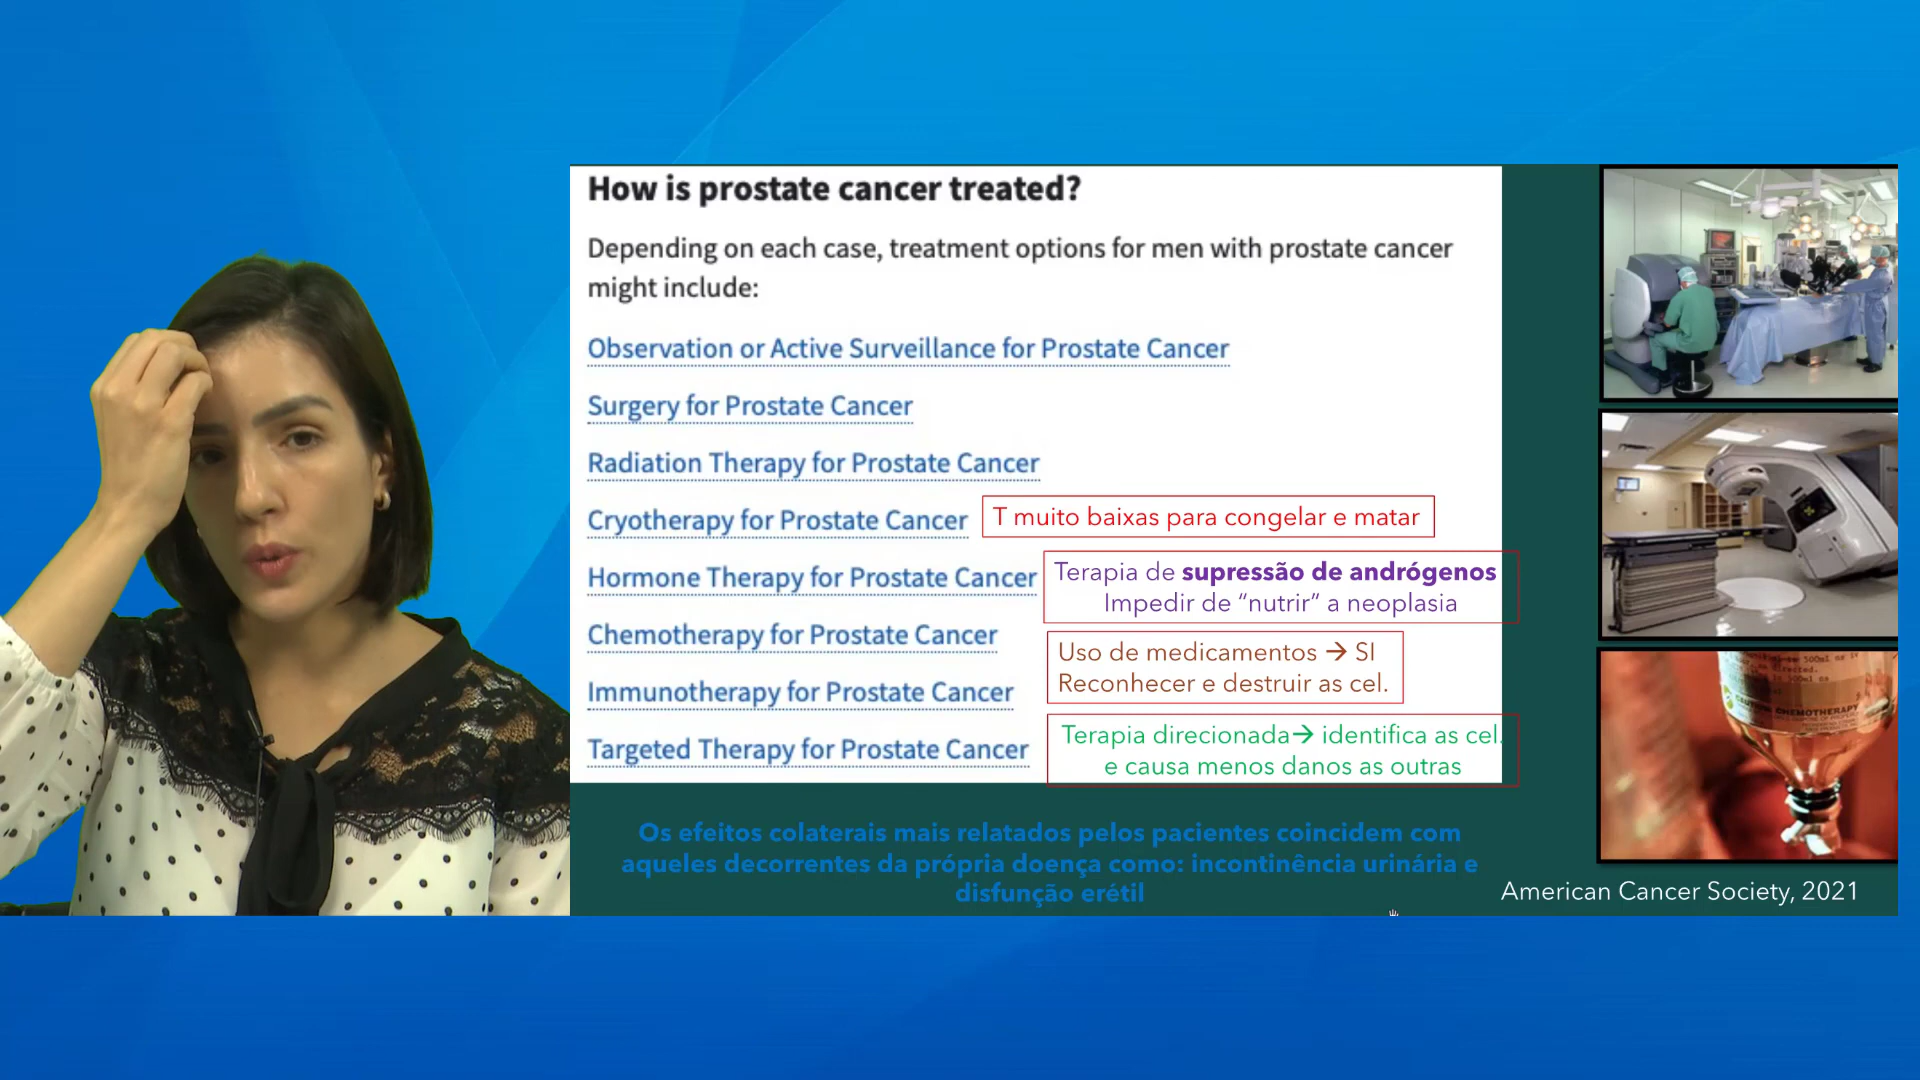 How is prostate cancer treated?
Depending on each case, treatment options for men with prostate cancer
might include:
Observation or Active Surveillance for Prostate Cancer
Surgery for Prostate Cancer
Radiation Therapy for Prostate Cancer
Cryotherapy for Prostate Cancer
T muito baixas para congelar e matar
Hormone Therapy for Prostate Cancer
Terapia de supressão de andrógenos
Impedir de “nutrir” a neoplasia
Chemotherapy for Prostate Cancer
Uso de medicamentos → SI
Reconhecer e destruir as cel.
Immunotherapy for Prostate Cancer
Targeted Therapy for Prostate Cancer
Terapia direcionada→ identifica as cel.
e causa menos danos as outras
Os efeitos colaterais mais relatados pelos pacientes coincidem com
aqueles decorrentes da própria doença como: incontinência urinária e
disfunção erétil
American Cancer Society, 2021
CHEMOTHERAPY